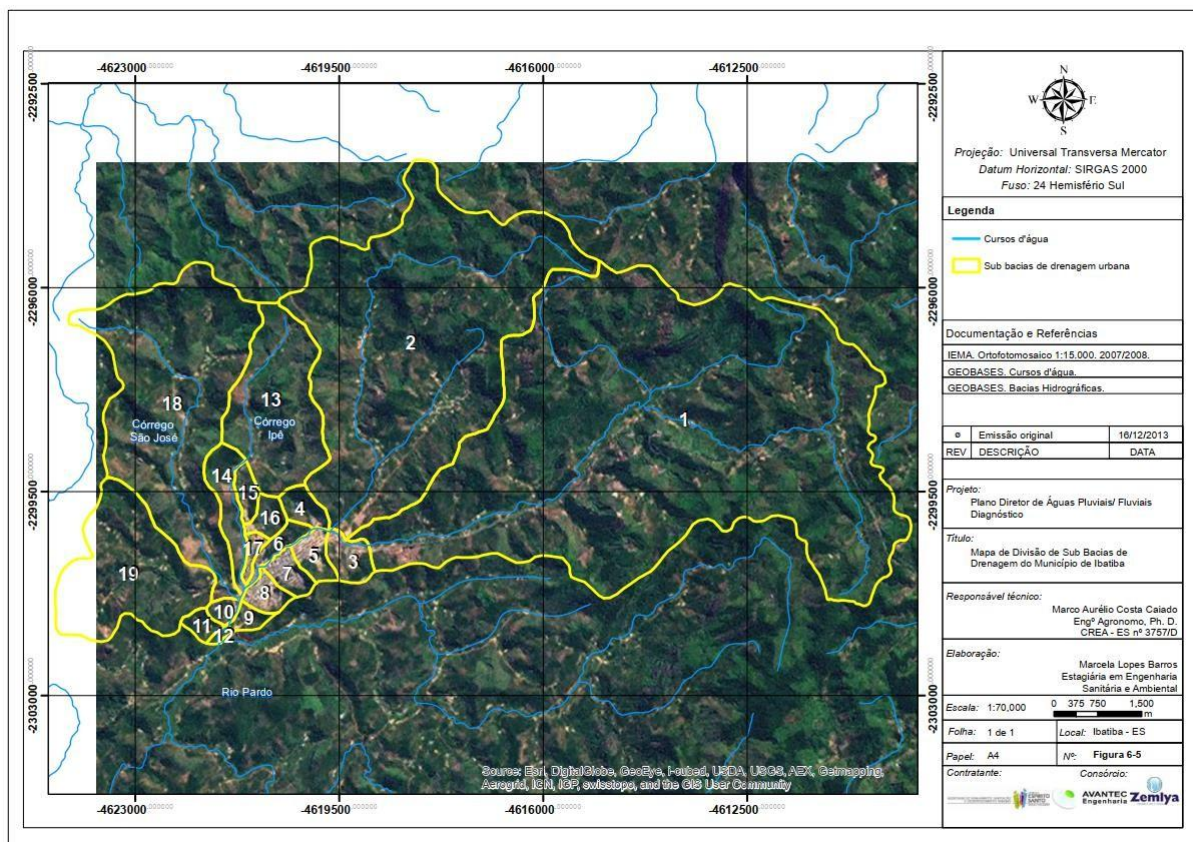 -4623000
-4619500
-4616000
-4612500
-2292500
-2292500
-2296000
-2296000
-2299500
-2299500
-2303000
-2303000
2
1
18
13
Córrego
São José
Córrego
Ipê
14
15
16
4
17
6
5
3
7
8
19
10
9
11
12
Rio Pardo
Source: Esri, DigitalGlobe, GeoEye, i-cubed, USDA, USGS, AEX, Getmapping,
Aerogrid, IGN, IGP, swisstopo, and the GIS User Community
-4623000
-4619500
-4616000
-4612500
N
W E
S
Projeção: Universal Transversa Mercator
Datum Horizontal: SIRGAS 2000
Fuso: 24 Hemisfério Sul
Legenda
Cursos d'água
Sub bacias de drenagem urbana
Documentação e Referências
IEMA. Ortofotomosaico 1:15.000. 2007/2008.
GEOBASES. Cursos d'água.
GEOBASES. Bacias Hidrográficas.
0 Emissão original 16/12/2013
REV DESCRIÇÃO DATA
Projeto:
Plano Diretor de Águas Pluviais/ Fluviais
Diagnóstico
Título:
Mapa de Divisão de Sub Bacias de
Drenagem do Município de Ibatiba
Responsável técnico:
Marco Aurélio Costa Caiado
Engº Agronomo, Ph. D.
CREA - ES nº 3757/D
Elaboração:
Marcela Lopes Barros
Estagiária em Engenharia
Sanitária e Ambiental
Escala: 1:70,000
0 375 750 1,500
m
Folha: 1 de 1
Local: Ibatiba - ES
Papel: A4
Nº: Figura 6-5
Contratante:
Consórcio:
AVANTEC
Engenharia
Zemlya